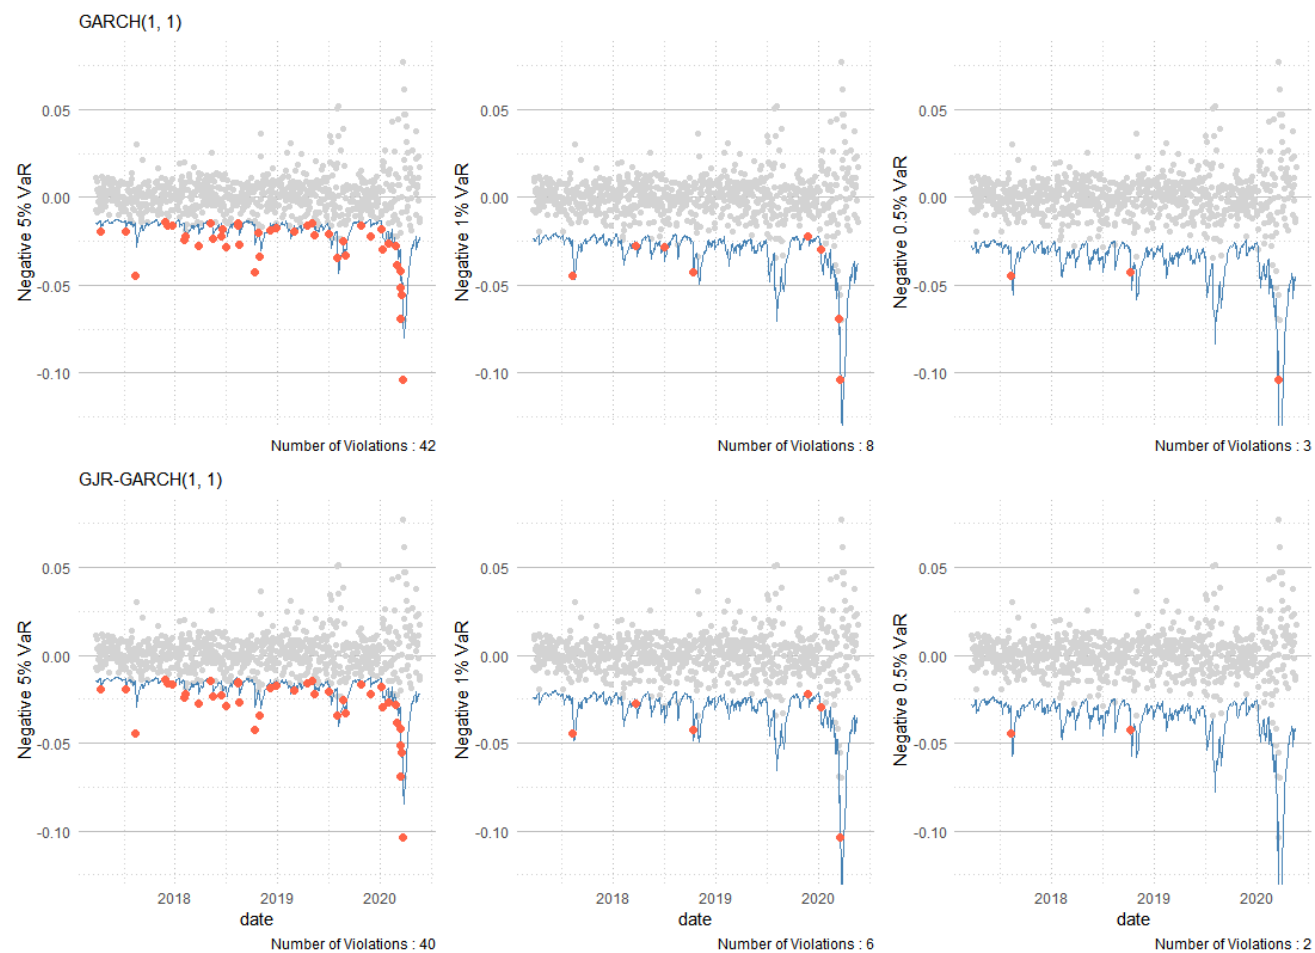 GARCH(1, 1)
Negative 5% VaR
0.05
0.00
-0.05
-0.10
Number of Violations : 42
Negative 1% VaR
0.05
0.00
-0.05
-0.10
Number of Violations : 8
Negative 0.5% VaR
0.05
0.00
-0.05
-0.10
Number of Violations : 3
GJR-GARCH(1, 1)
Negative 5% VaR
0.05
0.00
-0.05
-0.10
2018 2019 2020
date
Number of Violations : 40
Negative 1% VaR
0.05
0.00
-0.05
-0.10
2018 2019 2020
date
Number of Violations : 6
Negative 0.5% VaR
0.05
0.00
-0.05
-0.10
2018 2019 2020
date
Number of Violations : 2